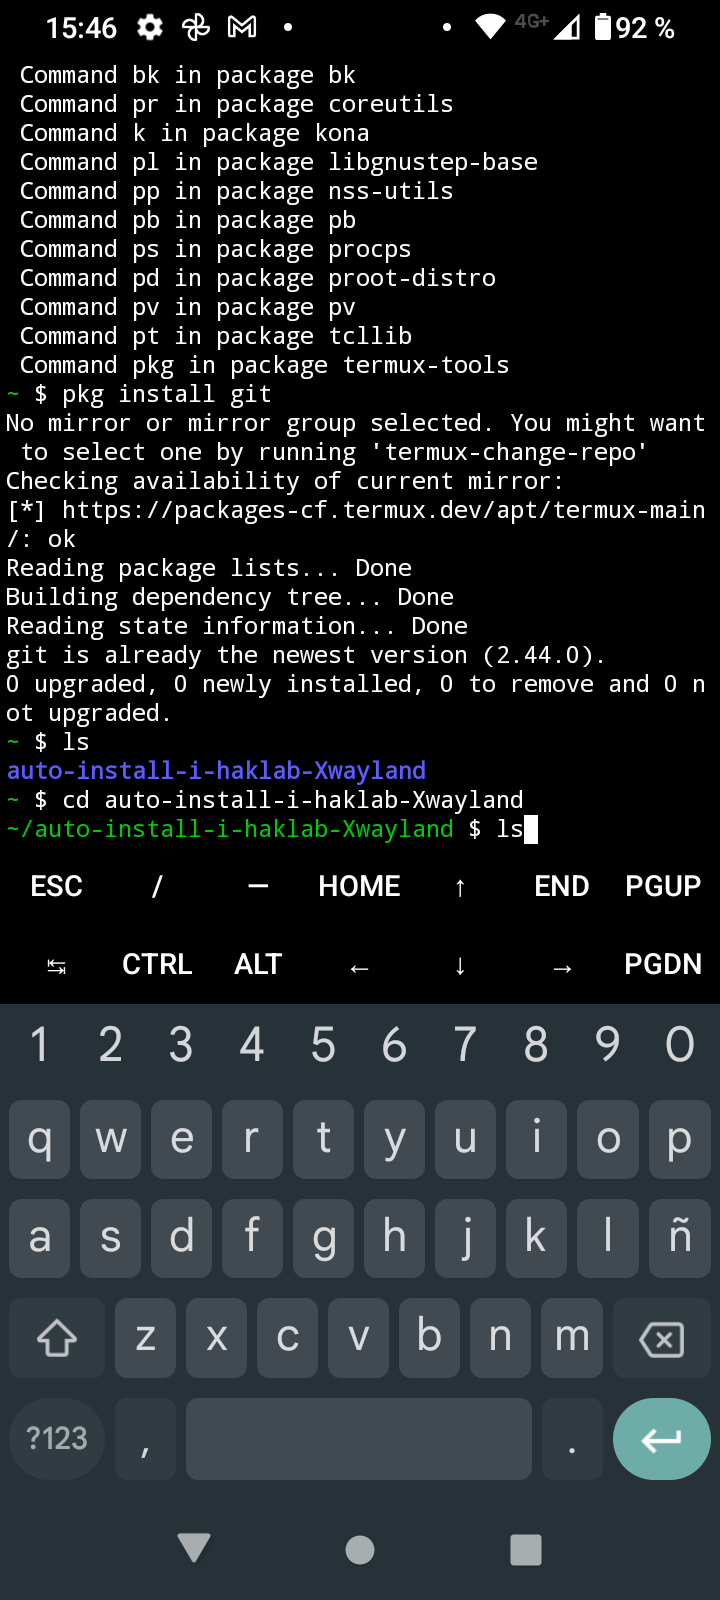 15:46 4G+ 92 %
Command bk in package bk
Command pr in package coreutils
Command k in package kona
Command pl in package libgnustep-base
Command pp in package nss-utils
Command pb in package pb
Command ps in package procps
Command pd in package proot-distro
Command pv in package pv
Command pt in package tcllib
Command pkg in package termux-tools
~ $ pkg install git
No mirror or mirror group selected. You might want
 to select one by running 'termux-change-repo'
Checking availability of current mirror:
[*] https://packages-cf.termux.dev/apt/termux-main
/: ok
Reading package lists... Done
Building dependency tree... Done
Reading state information... Done
git is already the newest version (2.44.0).
0 upgraded, 0 newly installed, 0 to remove and 0 n
ot upgraded.
~ $ ls
auto-install-i-haklab-Xwayland
~ $ cd auto-install-i-haklab-Xwayland
~/auto-install-i-haklab-Xwayland $ ls
ESC / — HOME ↑ END PGUP
↹ CTRL ALT ← ↓ → PGDN
1 2 3 4 5 6 7 8 9 0
q w e r t y u i o p
a s d f g h j k l ñ
z x c v b n m
?123 , .